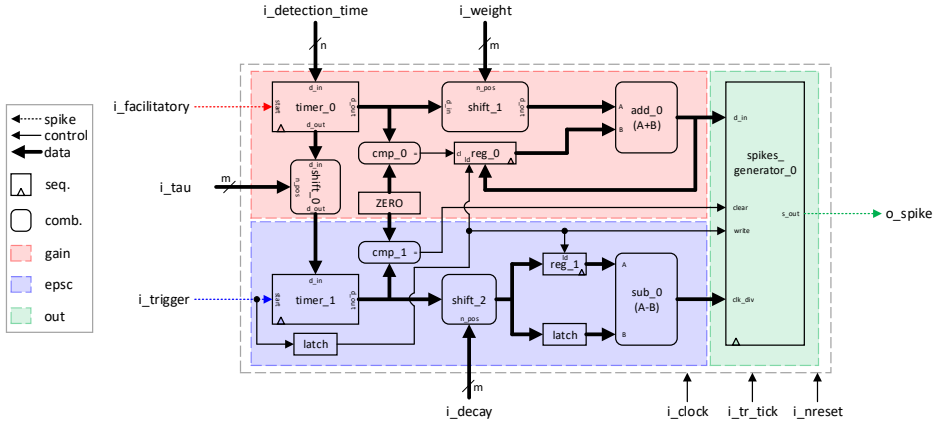 i_detection_time
i_weight
n
m
d_in
n_pos
i_facilitatory
start
timer_0
d_out
d_out
d_in
shift_1
d_out
A
B
add_0
(A+B)
d_in
spike
control
data
cmp_0
=
cl
ld
reg_0
spikes_
generator_0
m
i_tau
d_in
n_pos
shift_0
d_out
seq.
ZERO
clear
s_out
o_spike
comb.
write
gain
cmp_1
=
ld
reg_1
epsc
d_in
i_trigger
start
timer_1
d_out
shift_2
n_pos
A
sub_0
(A-B)
B
clk_div
out
latch
latch
m
i_decay
i_clock
i_tr_tick
i_nreset